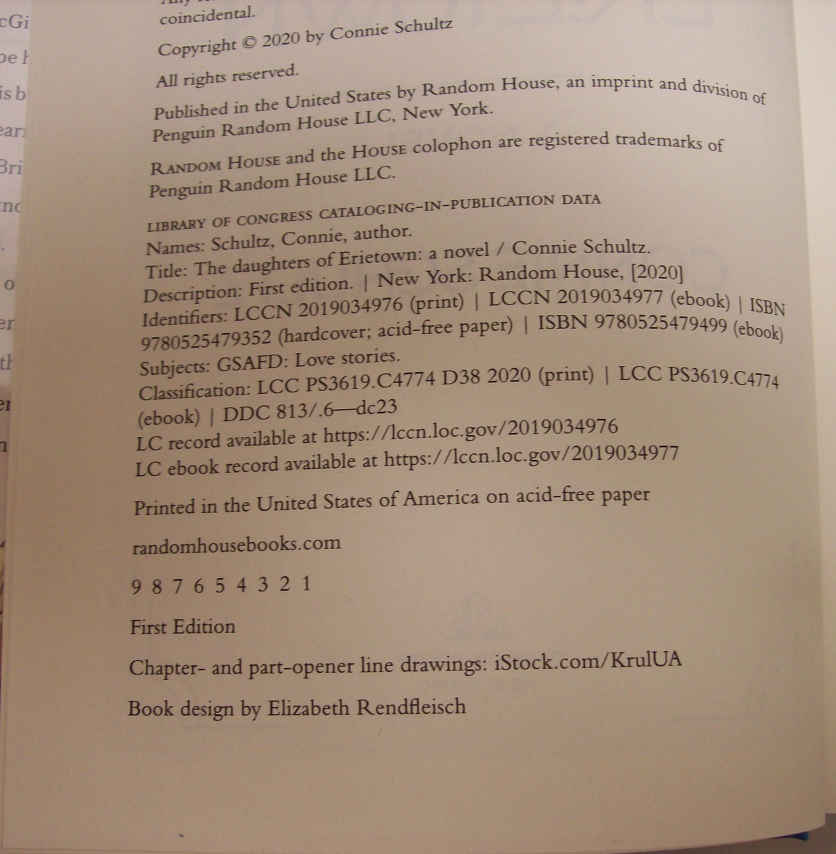 coincidental.
Copyright © 2020 by Connie Schultz
All rights reserved.
Published in the United States by Random House, an imprint and division of
Penguin Random House LLC, New York.
RANDOM HOUSE and the HOUSE colophon are registered trademarks of
Penguin Random House LLC.
LIBRARY OF CONGRESS CATALOGING-IN-PUBLICATION DATA
Names: Schultz, Connie, author.
Title: The daughters of Erietown: a novel / Connie Schultz.
Description: First edition. | New York: Random House, [2020]
Identifiers: LCCN 2019034976 (print) | LCCN 2019034977 (ebook) | ISBN
9780525479352 (hardcover; acid-free paper) | ISBN 9780525479499 (ebook)
Subjects: GSAFD: Love stories.
Classification: LCC PS3619.C4774 D38 2020 (print) | LCC PS3619.C4774
(ebook) | DDC 813/.6—dc23
LC record available at https://lccn.loc.gov/2019034976
LC ebook record available at https://lccn.loc.gov/2019034977
Printed in the United States of America on acid-free paper
randomhousebooks.com
9 8 7 6 5 4 3 2 1
First Edition
Chapter- and part-opener line drawings: iStock.com/KrulUA
Book design by Elizabeth Rendfleisch